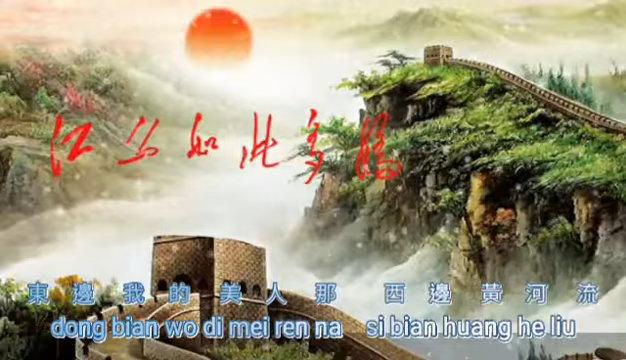 江山如此多嬌
東邊我的美人那 西邊黃河流
dong bian wo di mei ren na si bian huang he liu